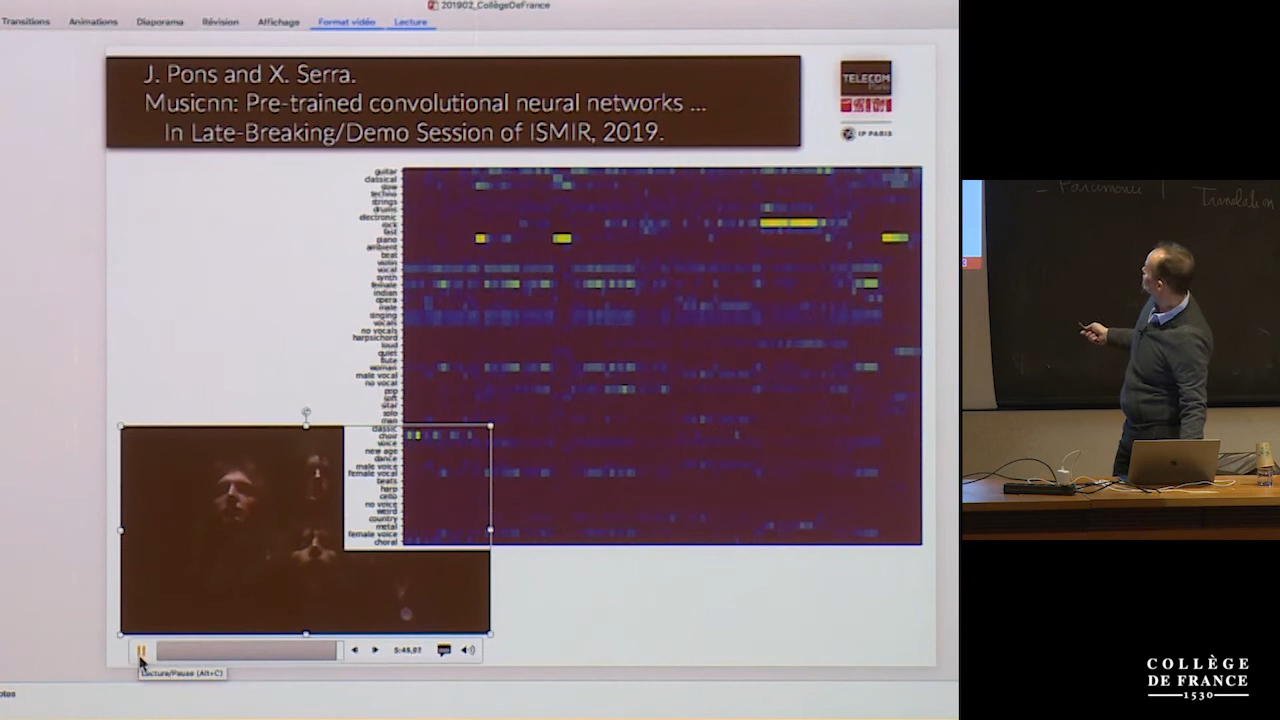 201902_CollègeDeFrance
Transitions Animations Diaporama Révision Affichage Format vidéo Lecture
J. Pons and X. Serra.
Musicnn: Pre-trained convolutional neural networks ...
In Late-Breaking/Demo Session of ISMIR, 2019.
TELECOM
Paris
IP PARIS
guitar
classical
slow
techno
strings
drums
electronic
rock
fast
piano
ambient
beat
violin
vocal
synth
female
indian
opera
male
singing
vocals
no vocals
harpsichord
loud
quiet
flute
woman
male vocal
no vocal
pop
soft
sitar
solo
man
classic
choir
voice
new age
dance
male voice
female vocal
beats
harp
cello
no voice
weird
country
metal
female voice
choral
Lecture/Pause (Alt+C)
Parcimonie
Translation
COLLÈGE
DE FRANCE
1530